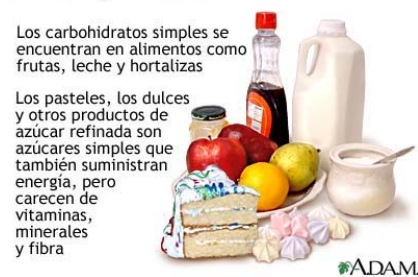 Los carbohidratos simples se
encuentran en alimentos como
frutas, leche y hortalizas
Los pasteles, los dulces
y otros productos de
azúcar refinada son
azúcares simples que
también suministran
energía, pero
carecen de
vitaminas,
minerales
y fibra
ADAM